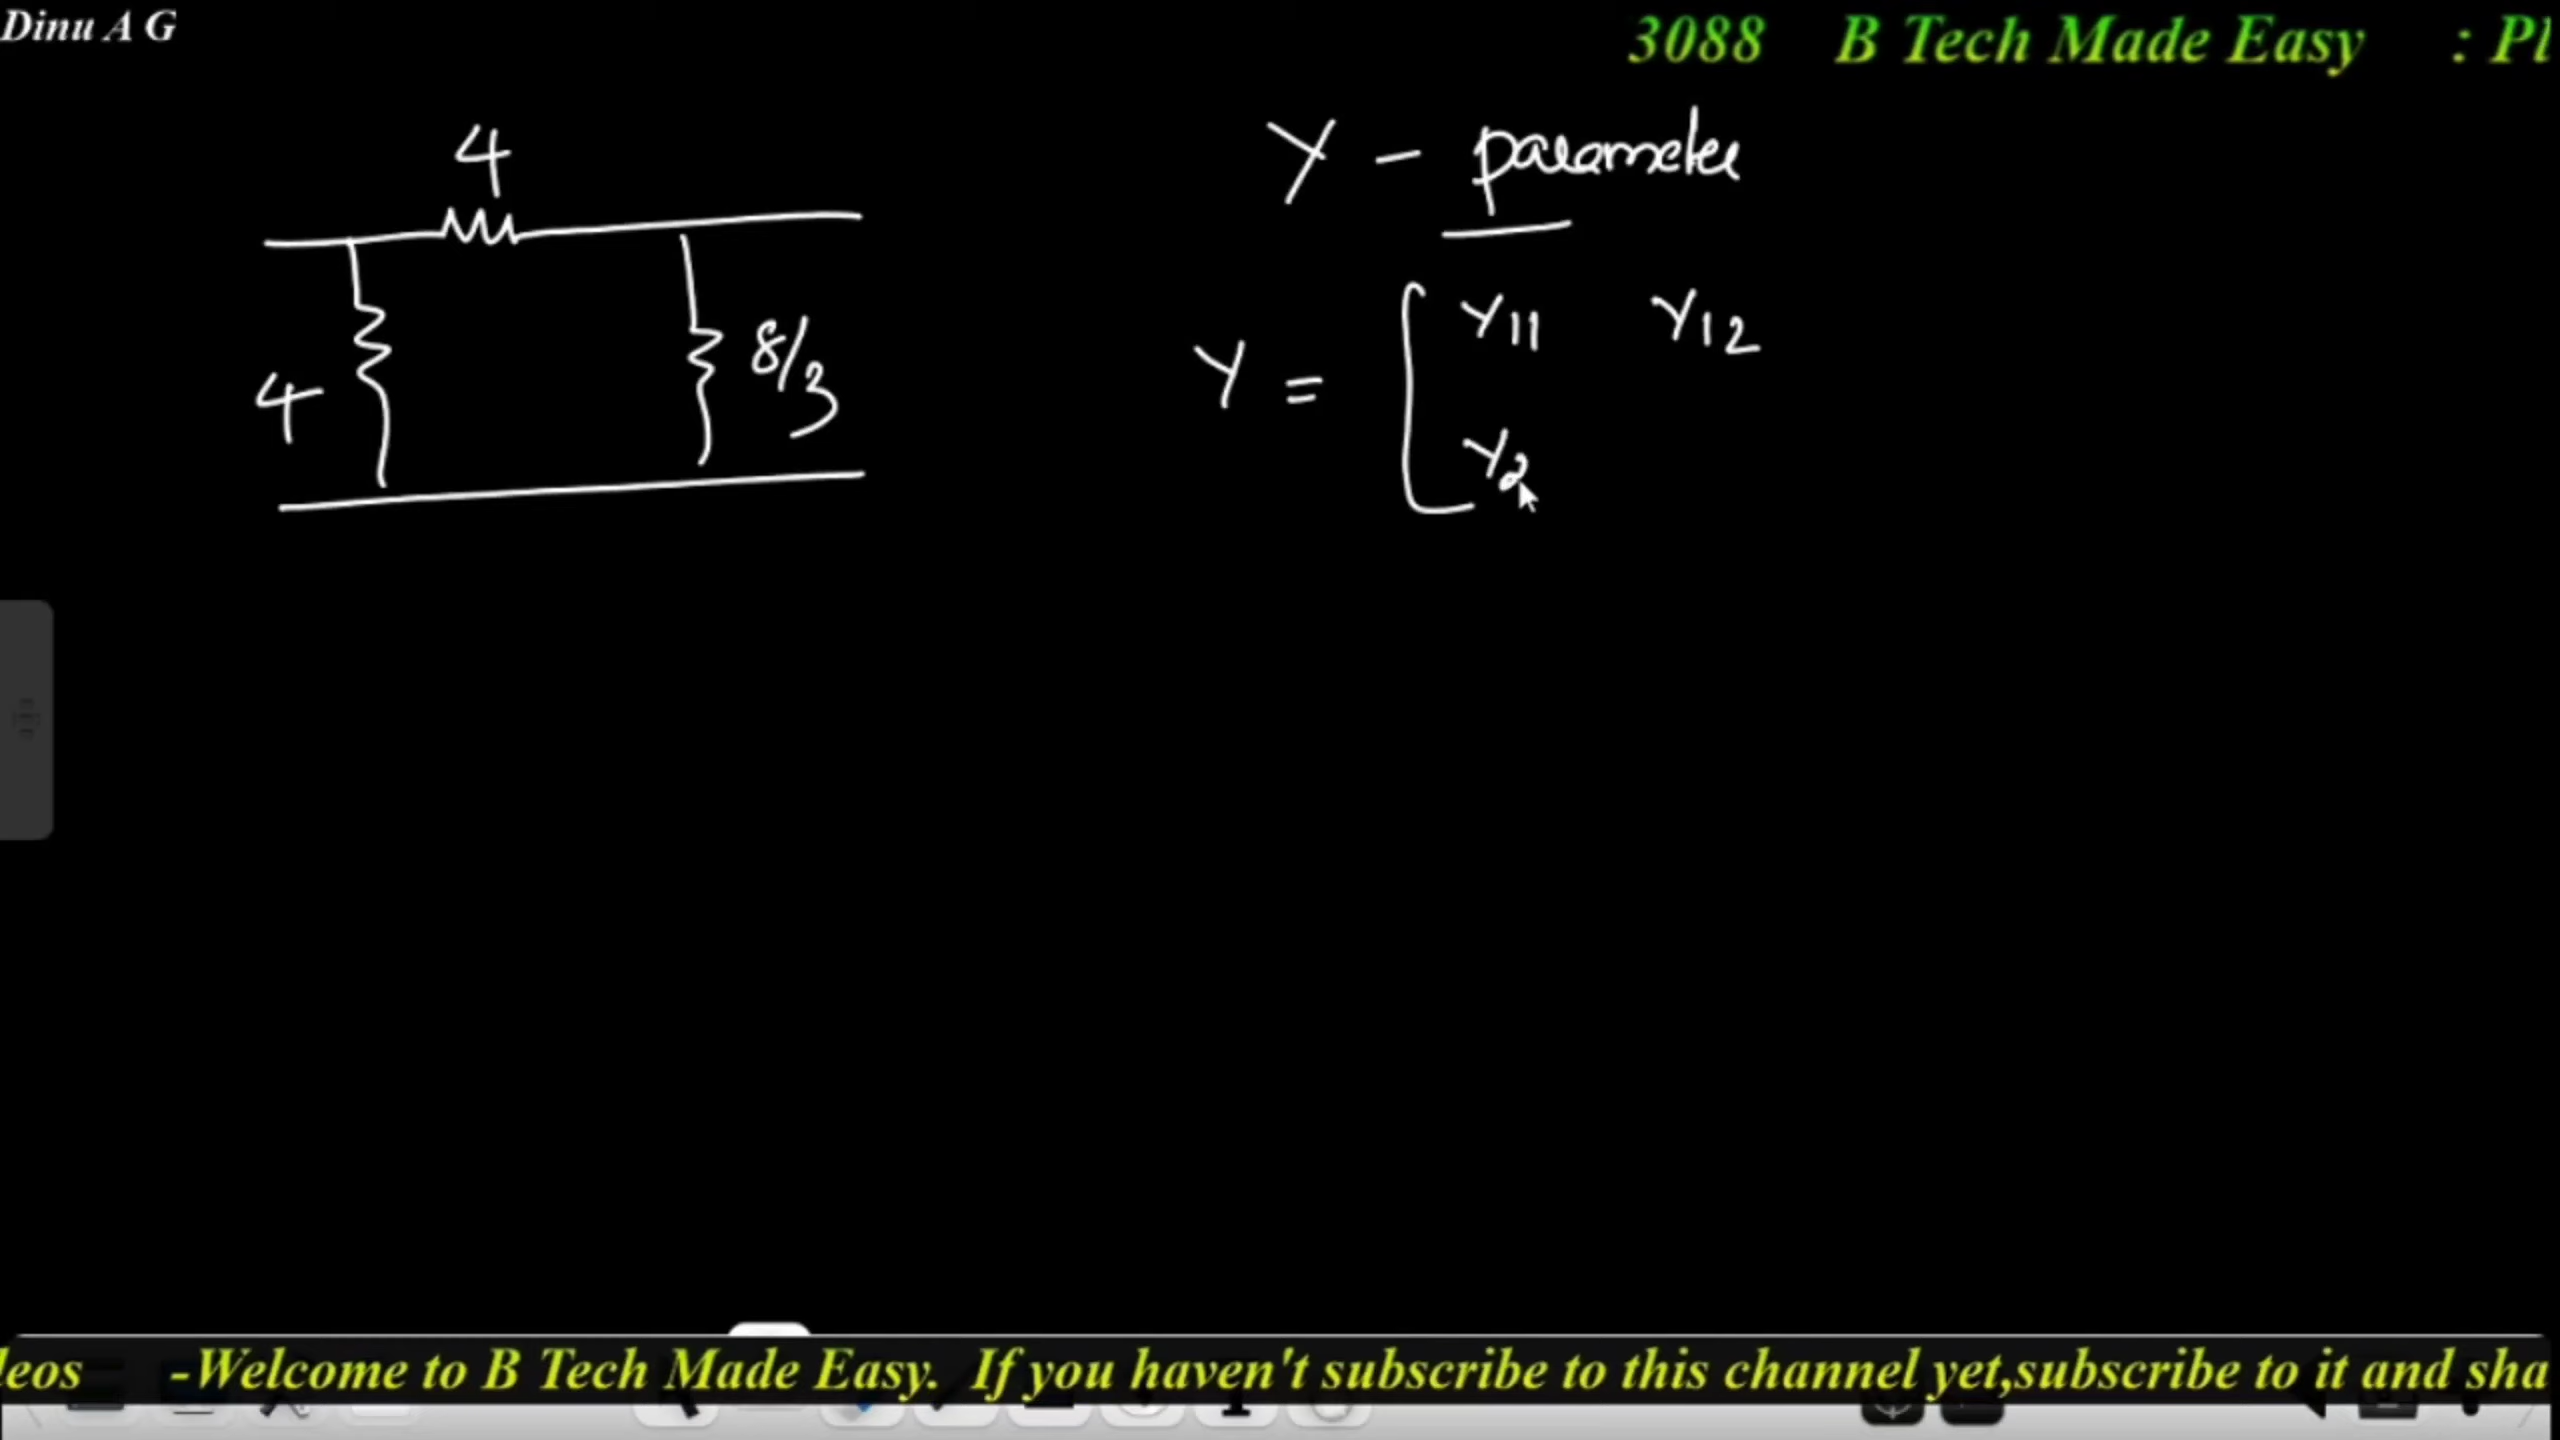 Dinu A G
3088 B Tech Made Easy : Pl
4
Y - parameter
4
8/3
Y = [ Y11 Y12
Y2
leos -Welcome to B Tech Made Easy. If you haven't subscribe to this channel yet,subscribe to it and sha